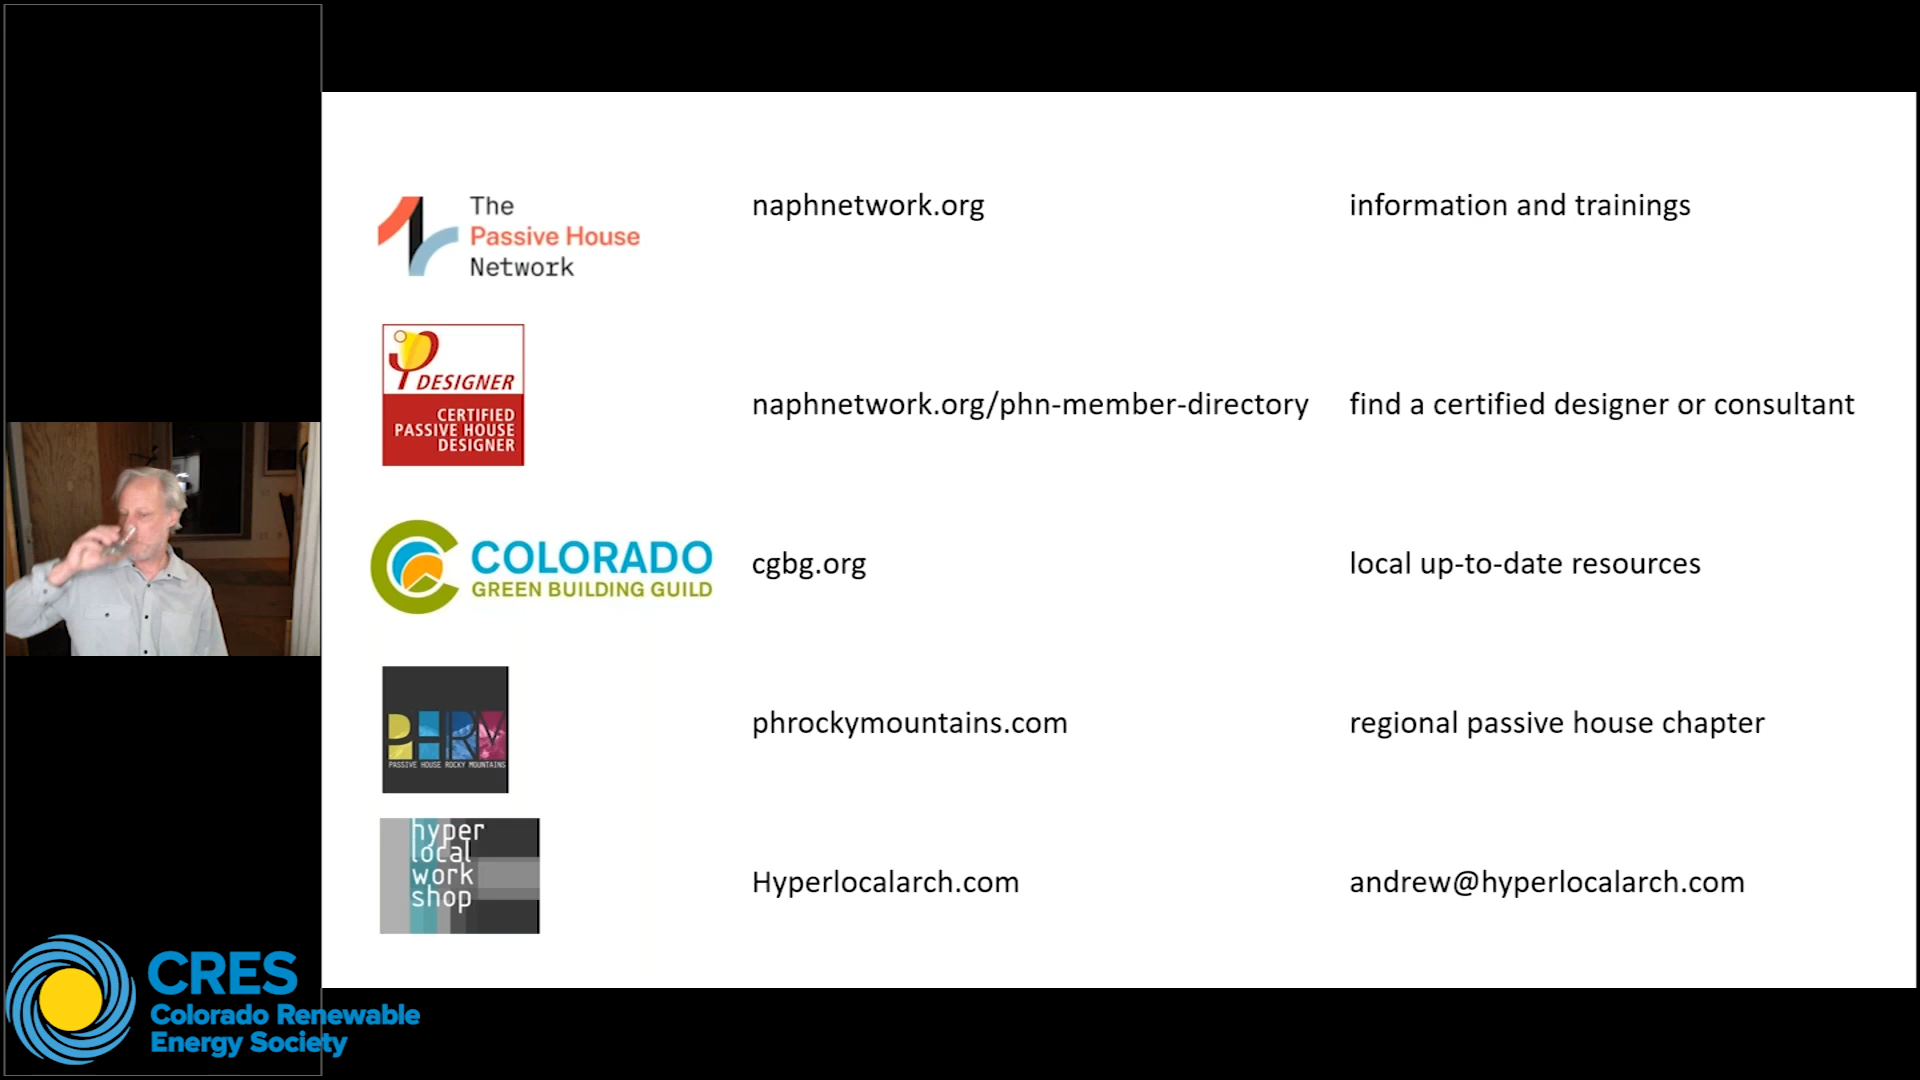 The
Passive House
Network
naphnetwork.org
information and trainings
DESIGNER
CERTIFIED
PASSIVE HOUSE
DESIGNER
naphnetwork.org/phn-member-directory
find a certified designer or consultant
COLORADO
GREEN BUILDING GUILD
cgbg.org
local up-to-date resources
PHRM
PASSIVE HOUSE ROCKY MOUNTAINS
phrockymountains.com
regional passive house chapter
hyper
local
work
shop
Hyperlocalarch.com
andrew@hyperlocalarch.com
CRES
Colorado Renewable
Energy Society